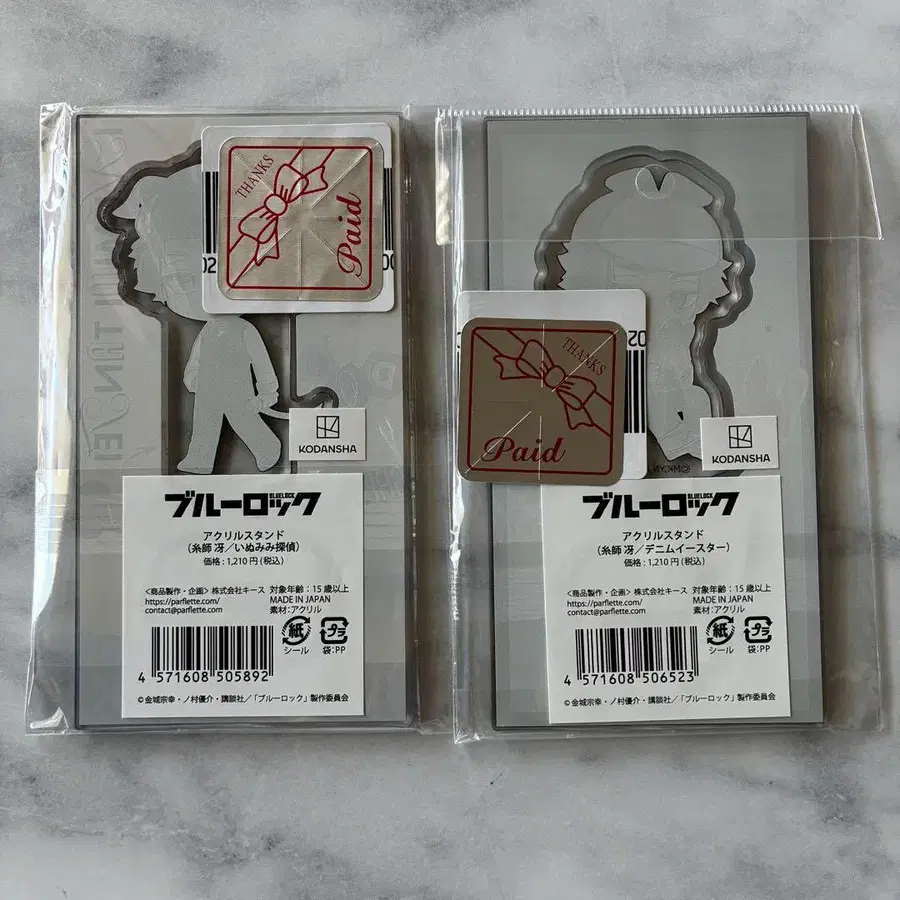 THANKS
Paid
02
00
KODANSHA
ブルーロック
BLUELOCK
アクリルスタンド
(糸師 冴/いぬみみ探偵)
価格:1,210円(税込)
<商品製作・企画> 株式会社キース
https://parflette.com/
contact@parflette.com
対象年齢:15歳以上
MADE IN JAPAN
素材:アクリル
4 571608 505892
紙
シール
プラ
袋:PP
©金城宗幸・ノ村優介・講談社/「ブルーロック」製作委員会
THANKS
Paid
20
KODANSHA
ブルーロック
BLUELOCK
アクリルスタンド
(糸師 冴/デニムイースター)
価格:1,210円(税込)
<商品製作・企画> 株式会社キース
https://parflette.com/
contact@parflette.com
対象年齢:15歳以上
MADE IN JAPAN
素材:アクリル
4 571608 506523
紙
シール
プラ
袋:PP
©金城宗幸・ノ村優介・講談社/「ブルーロック」製作委員会